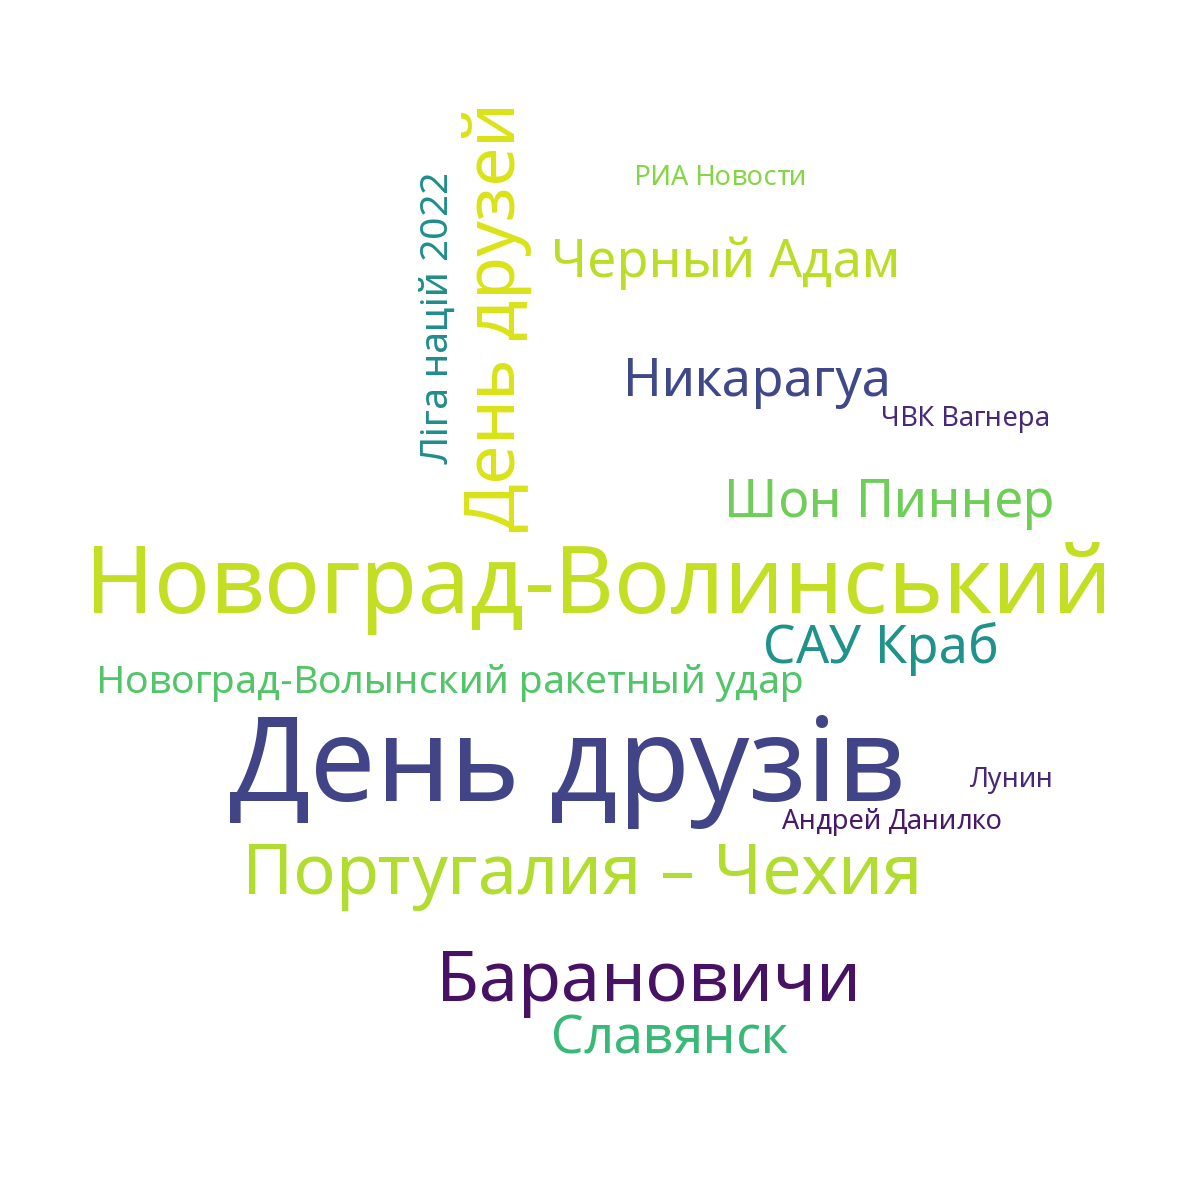 РИА Новости
День друзей
Ліга націй 2022
Черный Адам
Никарагуа
ЧВК Вагнера
Шон Пиннер
Новоград-Волинський
САУ Краб
Новоград-Волынский ракетный удар
День друзів
Лунин
Андрей Данилко
Португалия – Чехия
Барановичи
Славянск